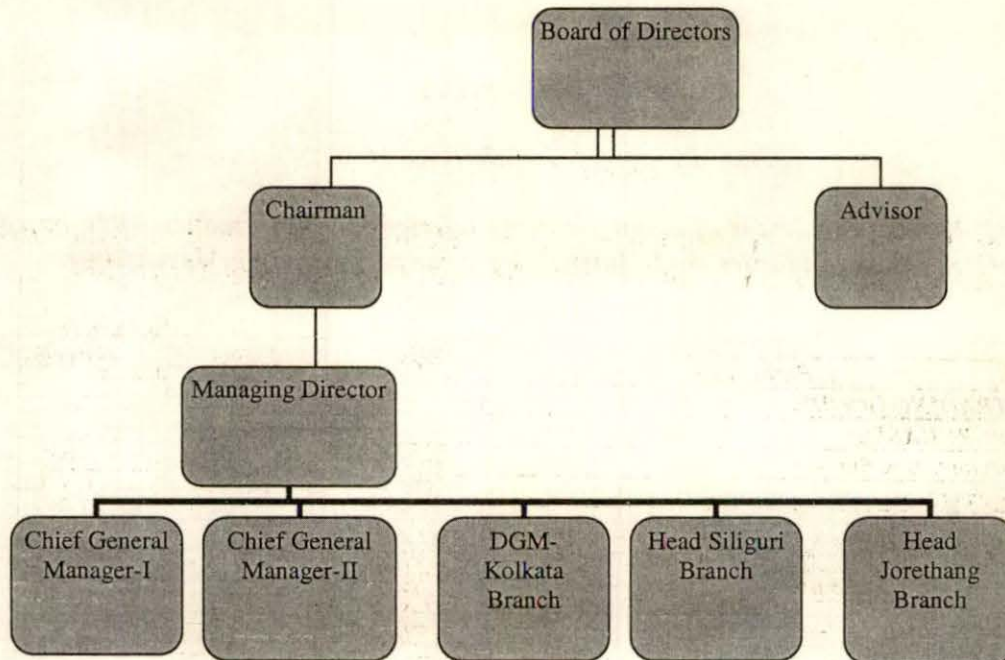 Board of Directors
Chairman
Advisor
Managing Director
Chief General
Manager-I
Chief General
Manager-II
DGM-
Kolkata
Branch
Head Siliguri
Branch
Head
Jorethang
Branch